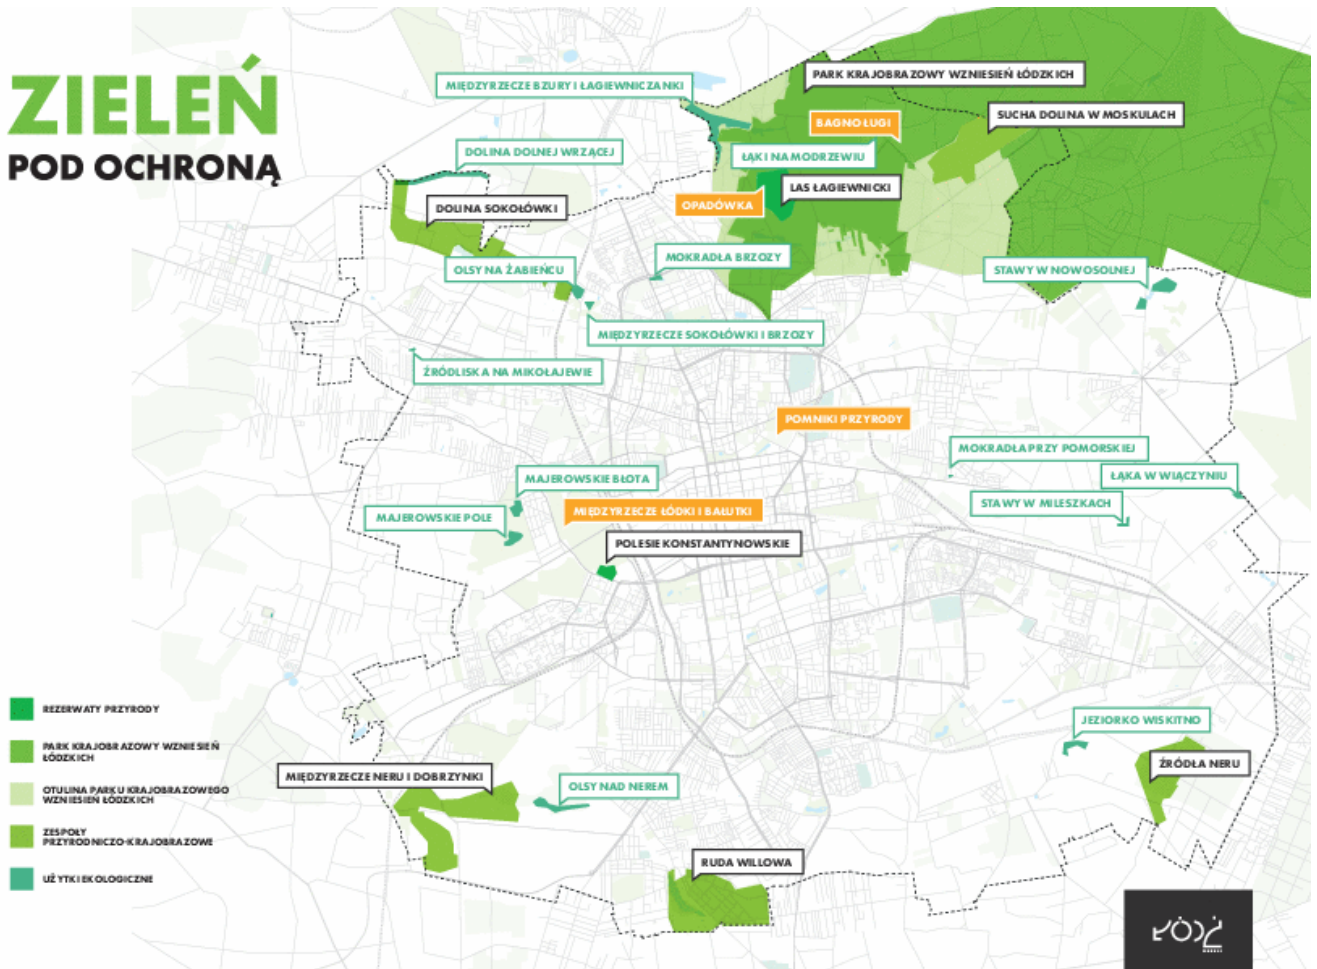 ZIELEŃ
POD OCHRONĄ
PARK KRAJOBRAZOWY WZNIESIEŃ ŁÓDZKICH
MIĘDZYRZECZE BZURY I ŁAGIEWNICZANKI
SUCHA DOLINA W MOSKULACH
BAGNO ŁUGI
DOLINA DOLNEJ WRZĄCEJ
ŁĄKI NA MODRZEWIU
LAS ŁAGIEWNICKI
OPADÓWKA
DOLINA SOKOŁÓWKI
MOKRADŁA BRZOZY
OLSY NA ŻABIEŃCU
STAWY W NOWOSOLNEJ
MIĘDZYRZECZE SOKOŁÓWKI I BRZOZY
ŹRÓDLISKA NA MIKOŁAJEWIE
POMNIKI PRZYRODY
MOKRADŁA PRZY POMORSKIEJ
MAJEROWSKIE BŁOTA
ŁĄKA W WIĄCZYNIU
STAWY W MILESZKACH
MIĘDZYRZECZE ŁÓDKI I BAŁUTKI
MAJEROWSKIE POLE
POLESIE KONSTANTYNOWSKIE
REZERWATY PRZYRODY
PARK KRAJOBRAZOWY WZNIESIEŃ
ŁÓDZKICH
OTULINA PARKU KRAJOBRAZOWEGO
WZNIESIEŃ ŁÓDZKICH
ZESPOŁY
PRZYRODNICZO-KRAJOBRAZOWE
UŻYTKI EKOLOGICZNE
JEZIORKO WISKITNO
ŹRÓDŁA NERU
MIĘDZYRZECZE NERU I DOBRZYNKI
OLSY NAD NEREM
RUDA WILLOWA
ŁÓDŹ